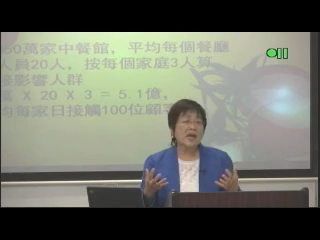 0萬家中餐館，平均每個餐廳
人員20人，按每個家庭3人算
接影響人群
X 20 X 3 = 5.1億，
均每家日接觸100位顧